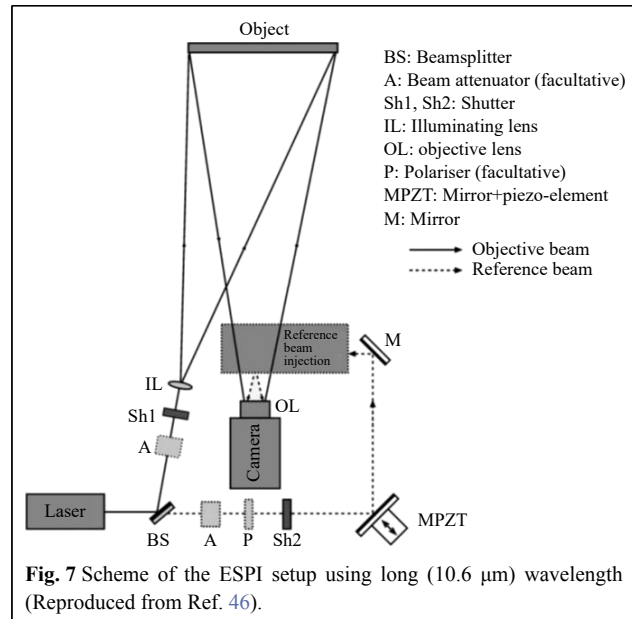 Object
BS: Beamsplitter
A: Beam attenuator (facultative)
Sh1, Sh2: Shutter
IL: Illuminating lens
OL: objective lens
P: Polariser (facultative)
MPZT: Mirror+piezo-element
M: Mirror
Objective beam
Reference beam
Reference
beam
injection
M
IL
OL
Sh1
A
Camera
Laser
MPZT
BS
A
P
Sh2
Fig. 7 Scheme of the ESPI setup using long (10.6 μm) wavelength
(Reproduced from Ref. 46).